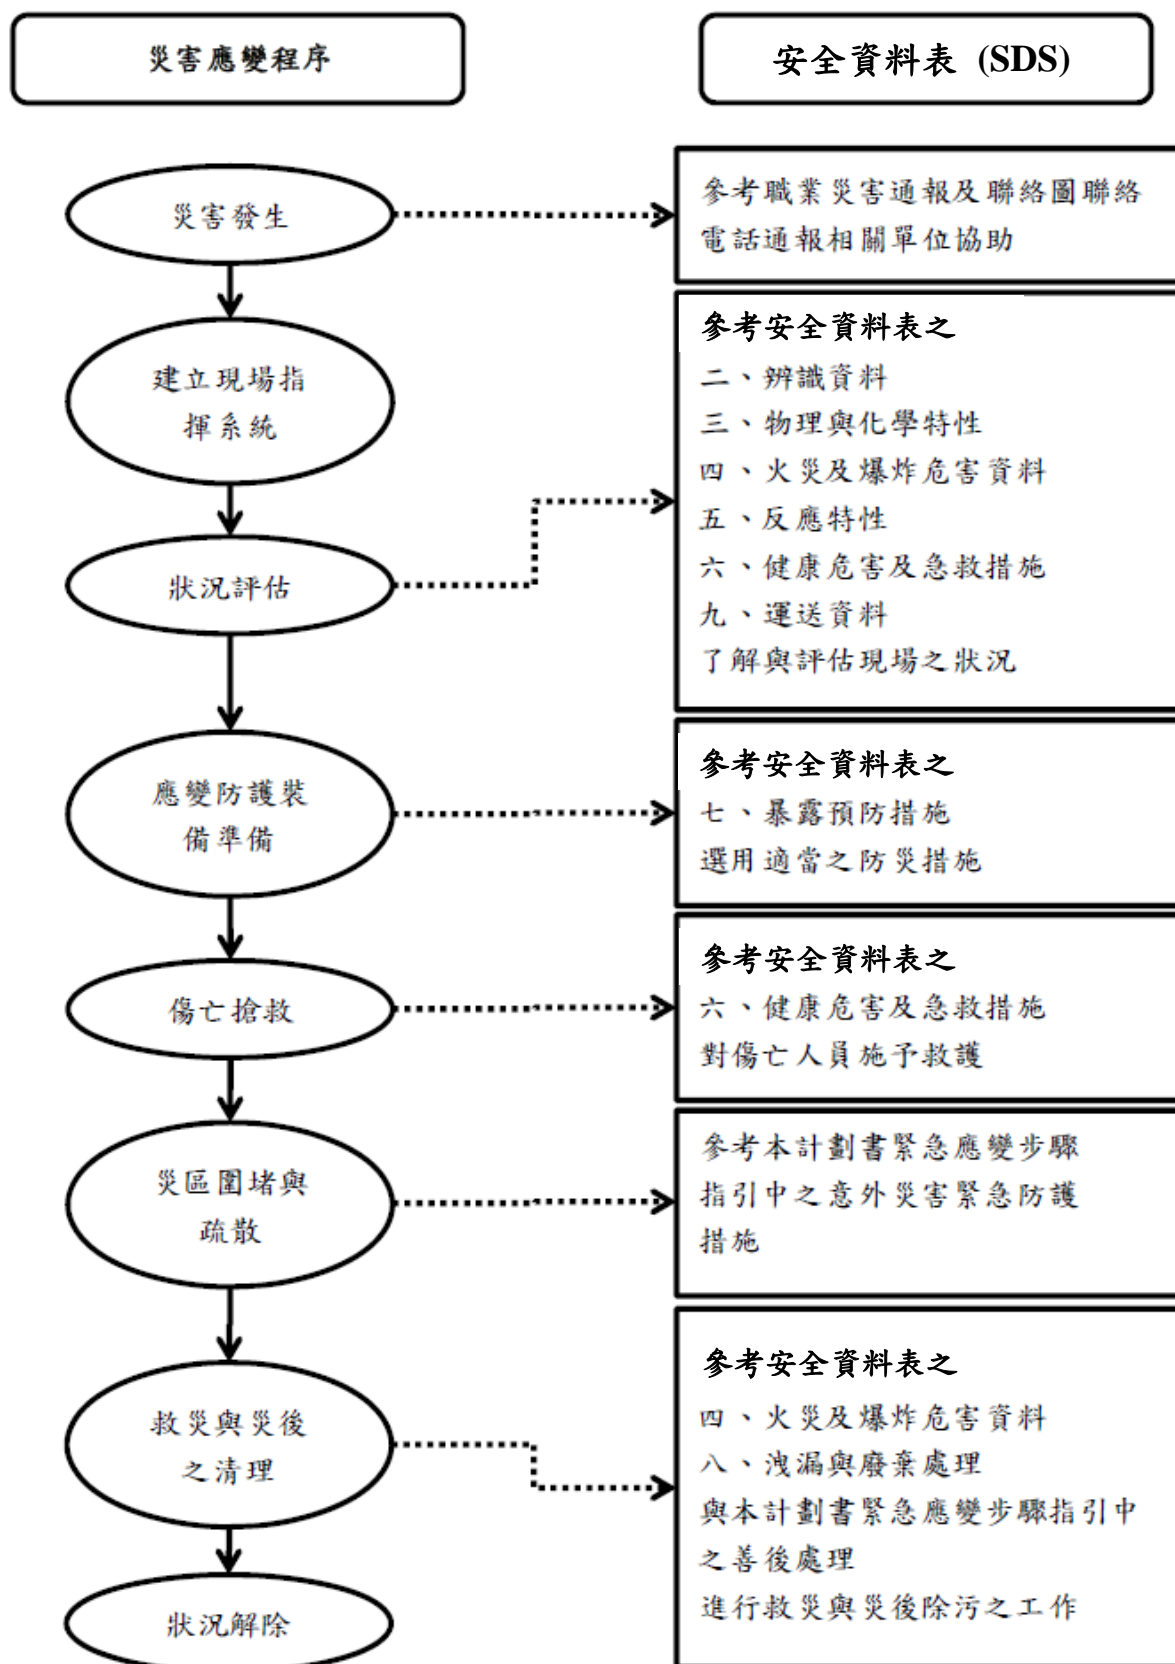 災害應變程序
安全資料表 (SDS)
災害發生
參考職業災害通報及聯絡圖聯絡
電話通報相關單位協助
建立現場指
揮系統
狀況評估
參考安全資料表之
二、辨識資料
三、物理與化學特性
四、火災及爆炸危害資料
五、反應特性
六、健康危害及急救措施
九、運送資料
了解與評估現場之狀況
應變防護裝
備準備
參考安全資料表之
七、暴露預防措施
選用適當之防災措施
傷亡搶救
參考安全資料表之
六、健康危害及急救措施
對傷亡人員施予救護
災區圍堵與
疏散
參考本計劃書緊急應變步驟
指引中之意外災害緊急防護
措施
救災與災後
之清理
參考安全資料表之
四、火災及爆炸危害資料
八、洩漏與廢棄處理
與本計劃書緊急應變步驟指引中
之善後處理
進行救災與災後除污之工作
狀況解除